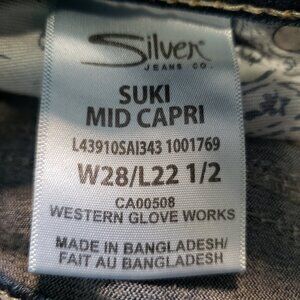 Silver
JEANS CO.
SUKI
MID CAPRI
L43910SAI343 1001769
W28/L22 1/2
CA00508
WESTERN GLOVE WORKS
MADE IN BANGLADESH/
FAIT AU BANGLADESH